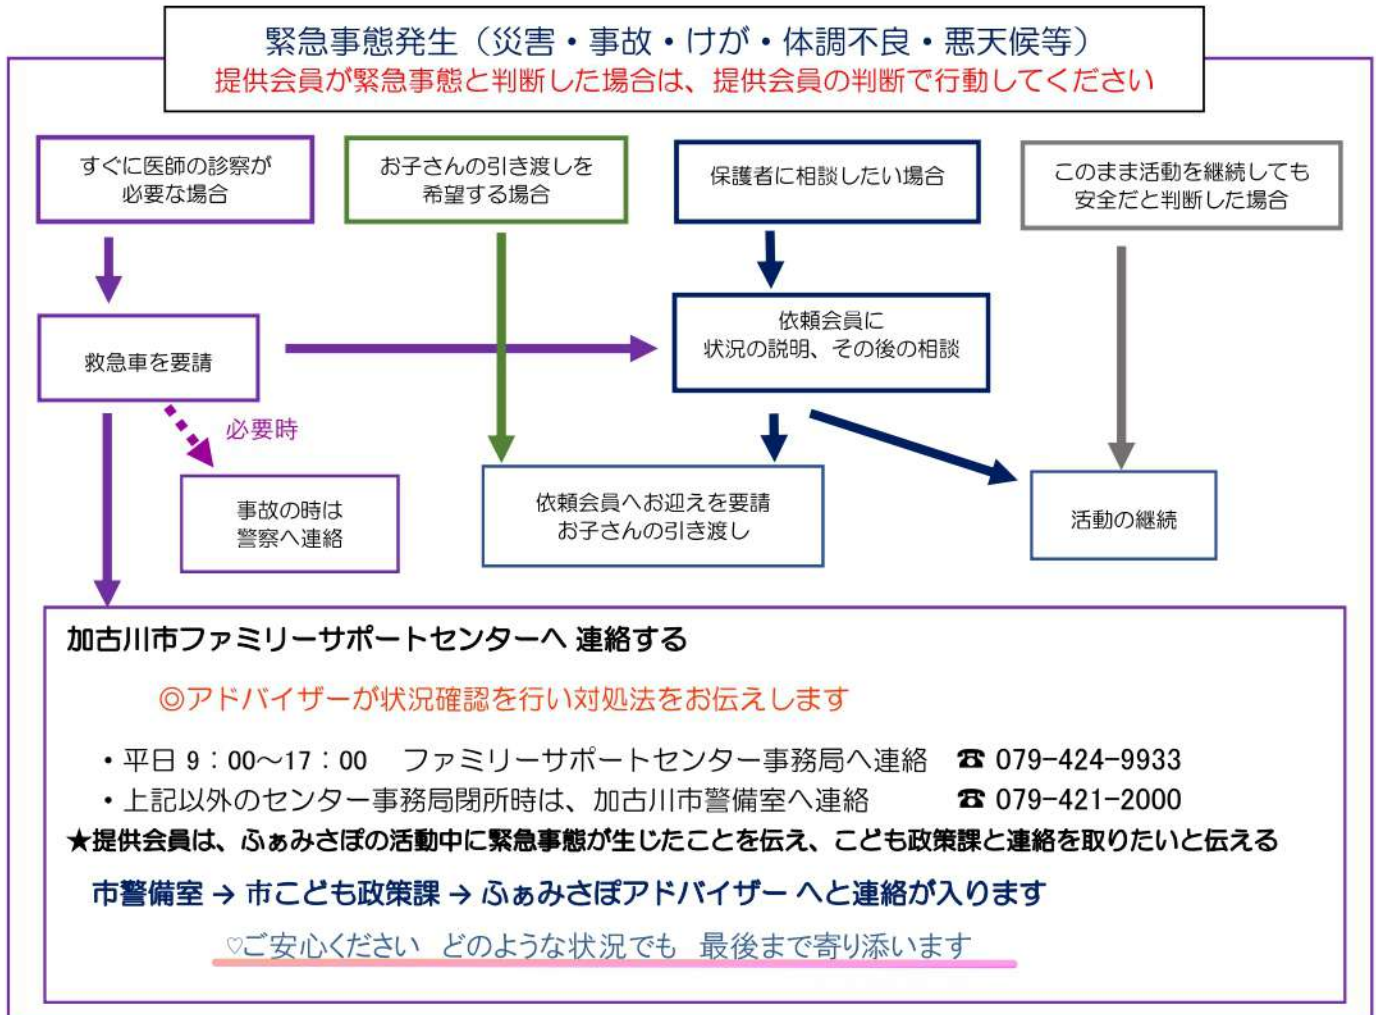 緊急事態発生（災害・事故・けが・体調不良・悪天候等）
提供会員が緊急事態と判断した場合は、提供会員の判断で行動してください
すぐに医師の診察が
必要な場合
お子さんの引き渡しを
希望する場合
保護者に相談したい場合
このまま活動を継続しても
安全だと判断した場合
救急車を要請
依頼会員に
状況の説明、その後の相談
必要時
事故の時は
警察へ連絡
依頼会員へお迎えを要請
お子さんの引き渡し
活動の継続
加古川市ファミリーサポートセンターへ 連絡する
◎アドバイザーが状況確認を行い対処法をお伝えします
・平日 9：00～17：00　ファミリーサポートセンター事務局へ連絡　☎ 079-424-9933
・上記以外のセンター事務局閉所時は、加古川市警備室へ連絡　☎ 079-421-2000
★提供会員は、ふぁみさぽの活動中に緊急事態が生じたことを伝え、こども政策課と連絡を取りたいと伝える
市警備室 → 市こども政策課 → ふぁみさぽアドバイザー へと連絡が入ります
♡ご安心ください　どのような状況でも　最後まで寄り添います